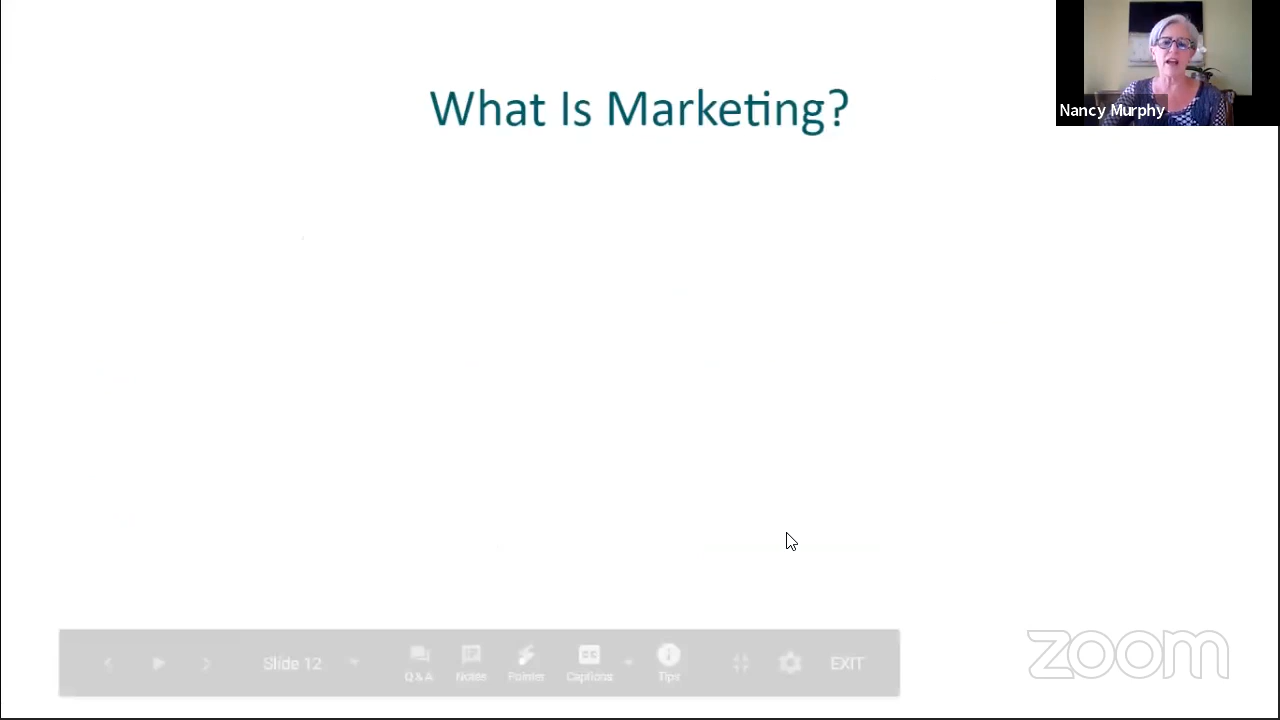 What Is Marketing?
Nancy Murphy
Slide 12
Q & A
Notes
Pointer
Captions
Tips
EXIT
zoom